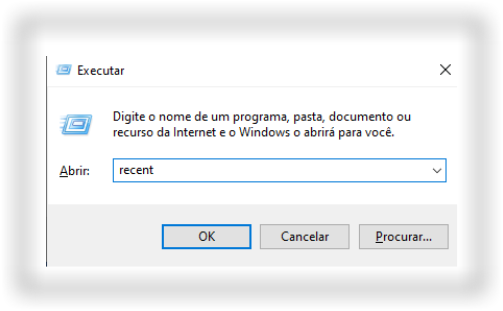 Executar
Digite o nome de um programa, pasta, documento ou
recurso da Internet e o Windows o abrirá para você.
Abrir: recent
OK Cancelar Procurar...